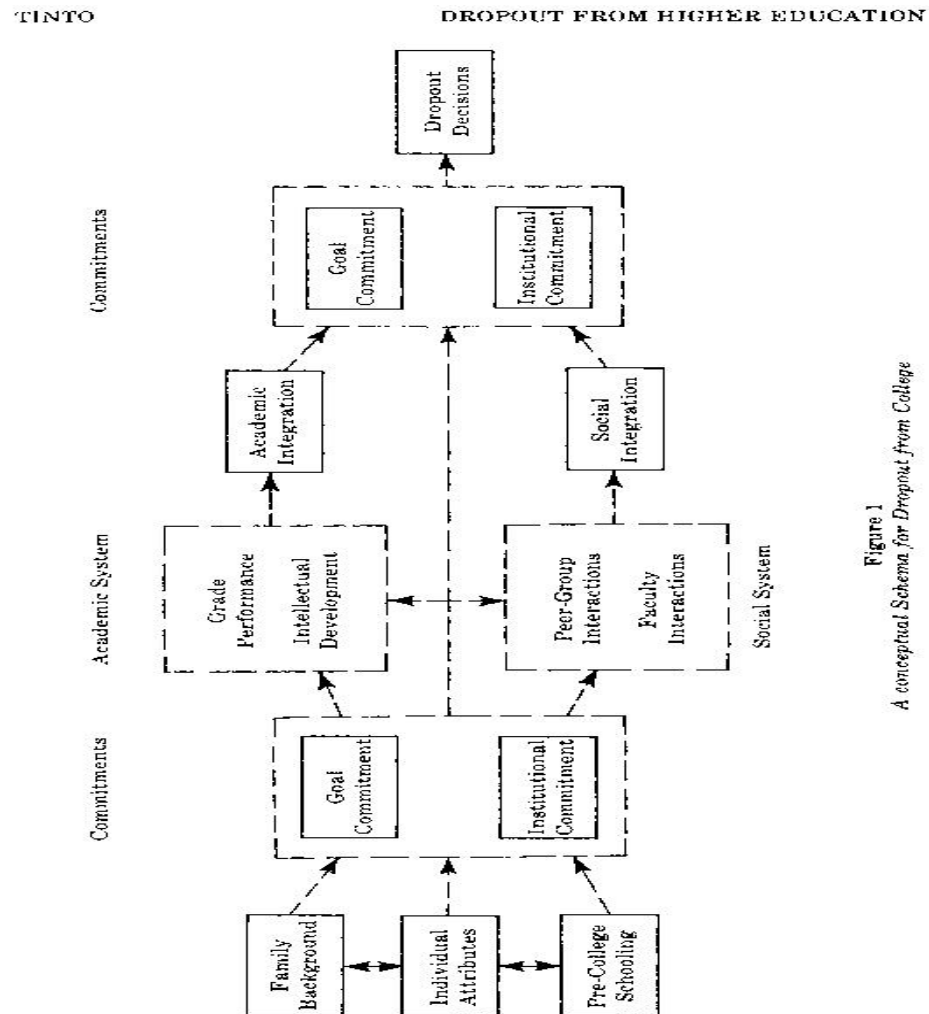 TINTO
DROPOUT FROM HIGHER EDUCATION
Family
Background
Individual
Attributes
Pre-College
Schooling
Commitments
Goal
Commitment
Institutional
Commitment
Academic System
Grade
Performance
Intellectual
Development
Peer-Group
Interactions
Faculty
Interactions
Social System
Academic
Integration
Social
Integration
Commitments
Goal
Commitment
Institutional
Commitment
Dropout
Decisions
Figure 1
A conceptual Schema for Dropout from College